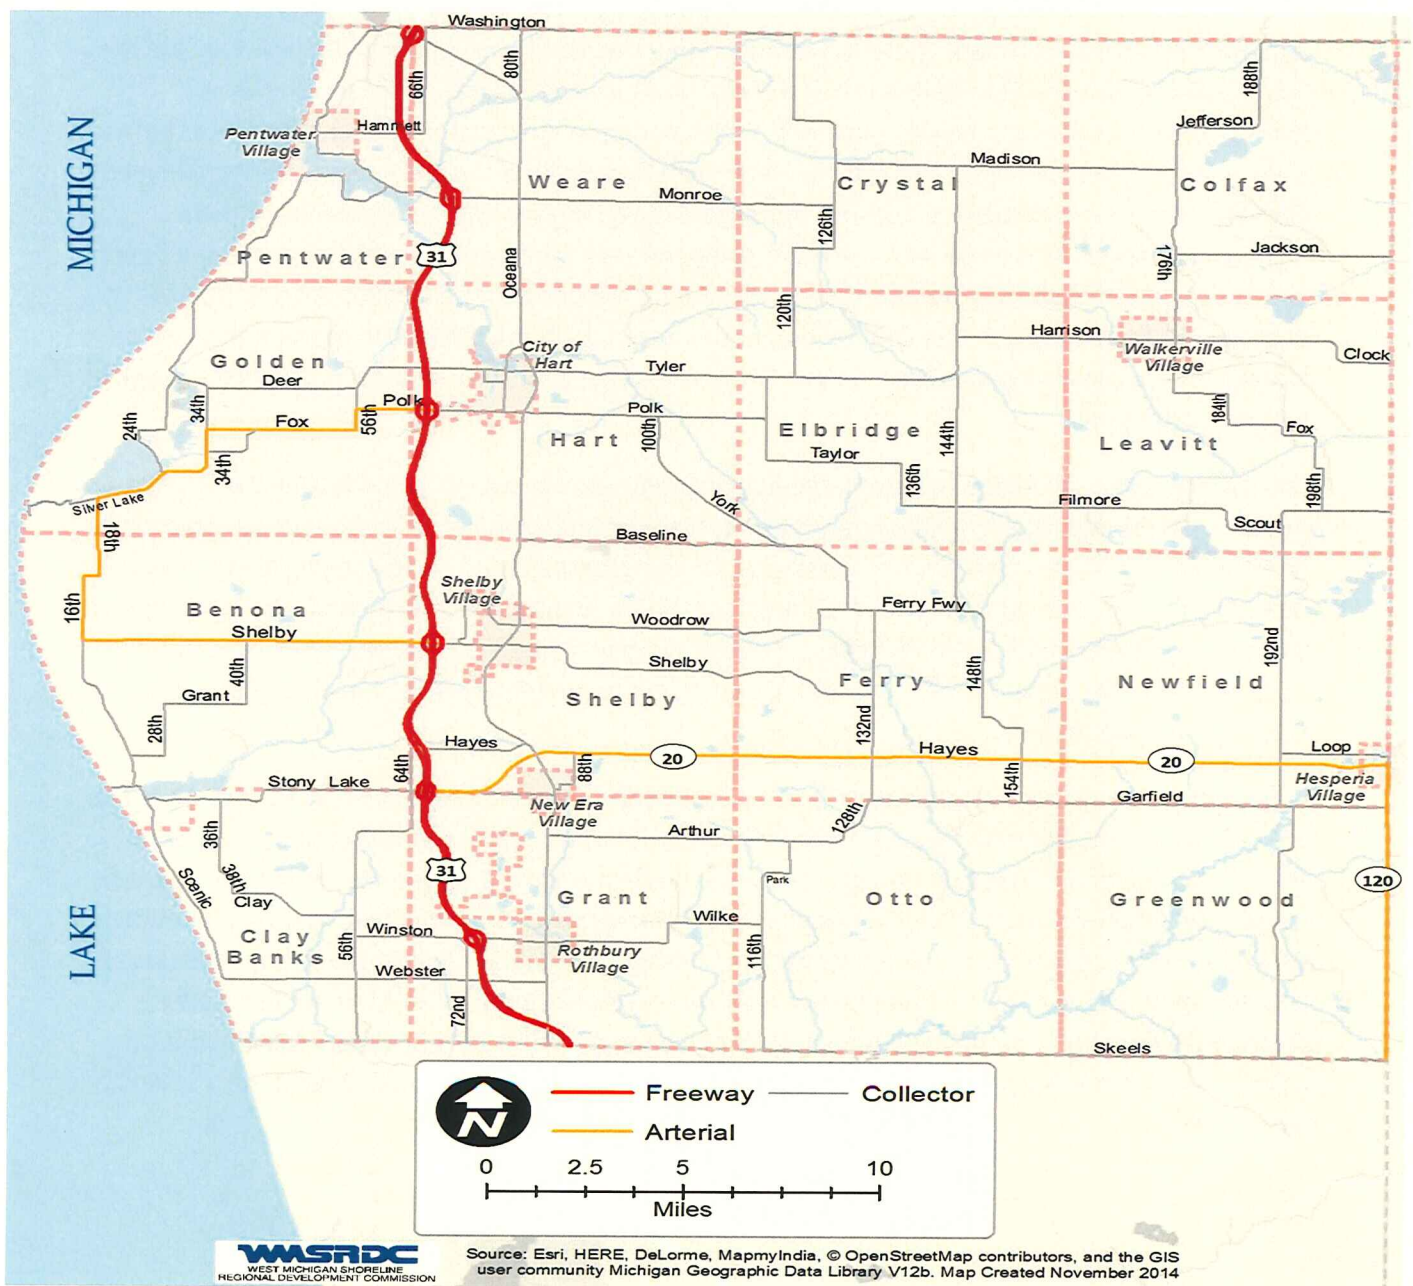 Washington
80th
66th
188th
Jefferson
Hammett
Pentwater
Village
MICHIGAN
Madison
Weare
Crystal
Colfax
Monroe
126th
Pentwater
31
Oceana
176th
Jackson
120th
Harrison
City of
Hart
Walkerville
Village
Clock
Golden
Deer
Tyler
34th
24th
Fox
56th
Polk
Polk
100th
Hart
Elbridge
144th
184th
Fox
Leavitt
34th
Taylor
136th
198th
Silver Lake
York
Filmore
Scout
18th
Baseline
Shelby
Village
16th
Benona
Shelby
Woodrow
Ferry Fwy
192nd
40th
Shelby
Ferry
148th
Newfield
Grant
Shelby
28th
132nd
Hayes
Hayes
64th
88th
20
20
Loop
Stony Lake
154th
Hesperia
Village
New Era
Village
Garfield
36th
128th
Arthur
31
Scenic
38th
Clay
Park
120
Grant
Otto
Greenwood
LAKE
Wilke
Winston
Clay
Banks
56th
116th
Rothbury
Village
Webster
72nd
Skeels
N
Freeway
Collector
Arterial
0 2.5 5 10
Miles
WMSRDC
WEST MICHIGAN SHORELINE
REGIONAL DEVELOPMENT COMMISSION
Source: Esri, HERE, DeLorme, MapmyIndia, © OpenStreetMap contributors, and the GIS
user community Michigan Geographic Data Library V12b. Map Created November 2014